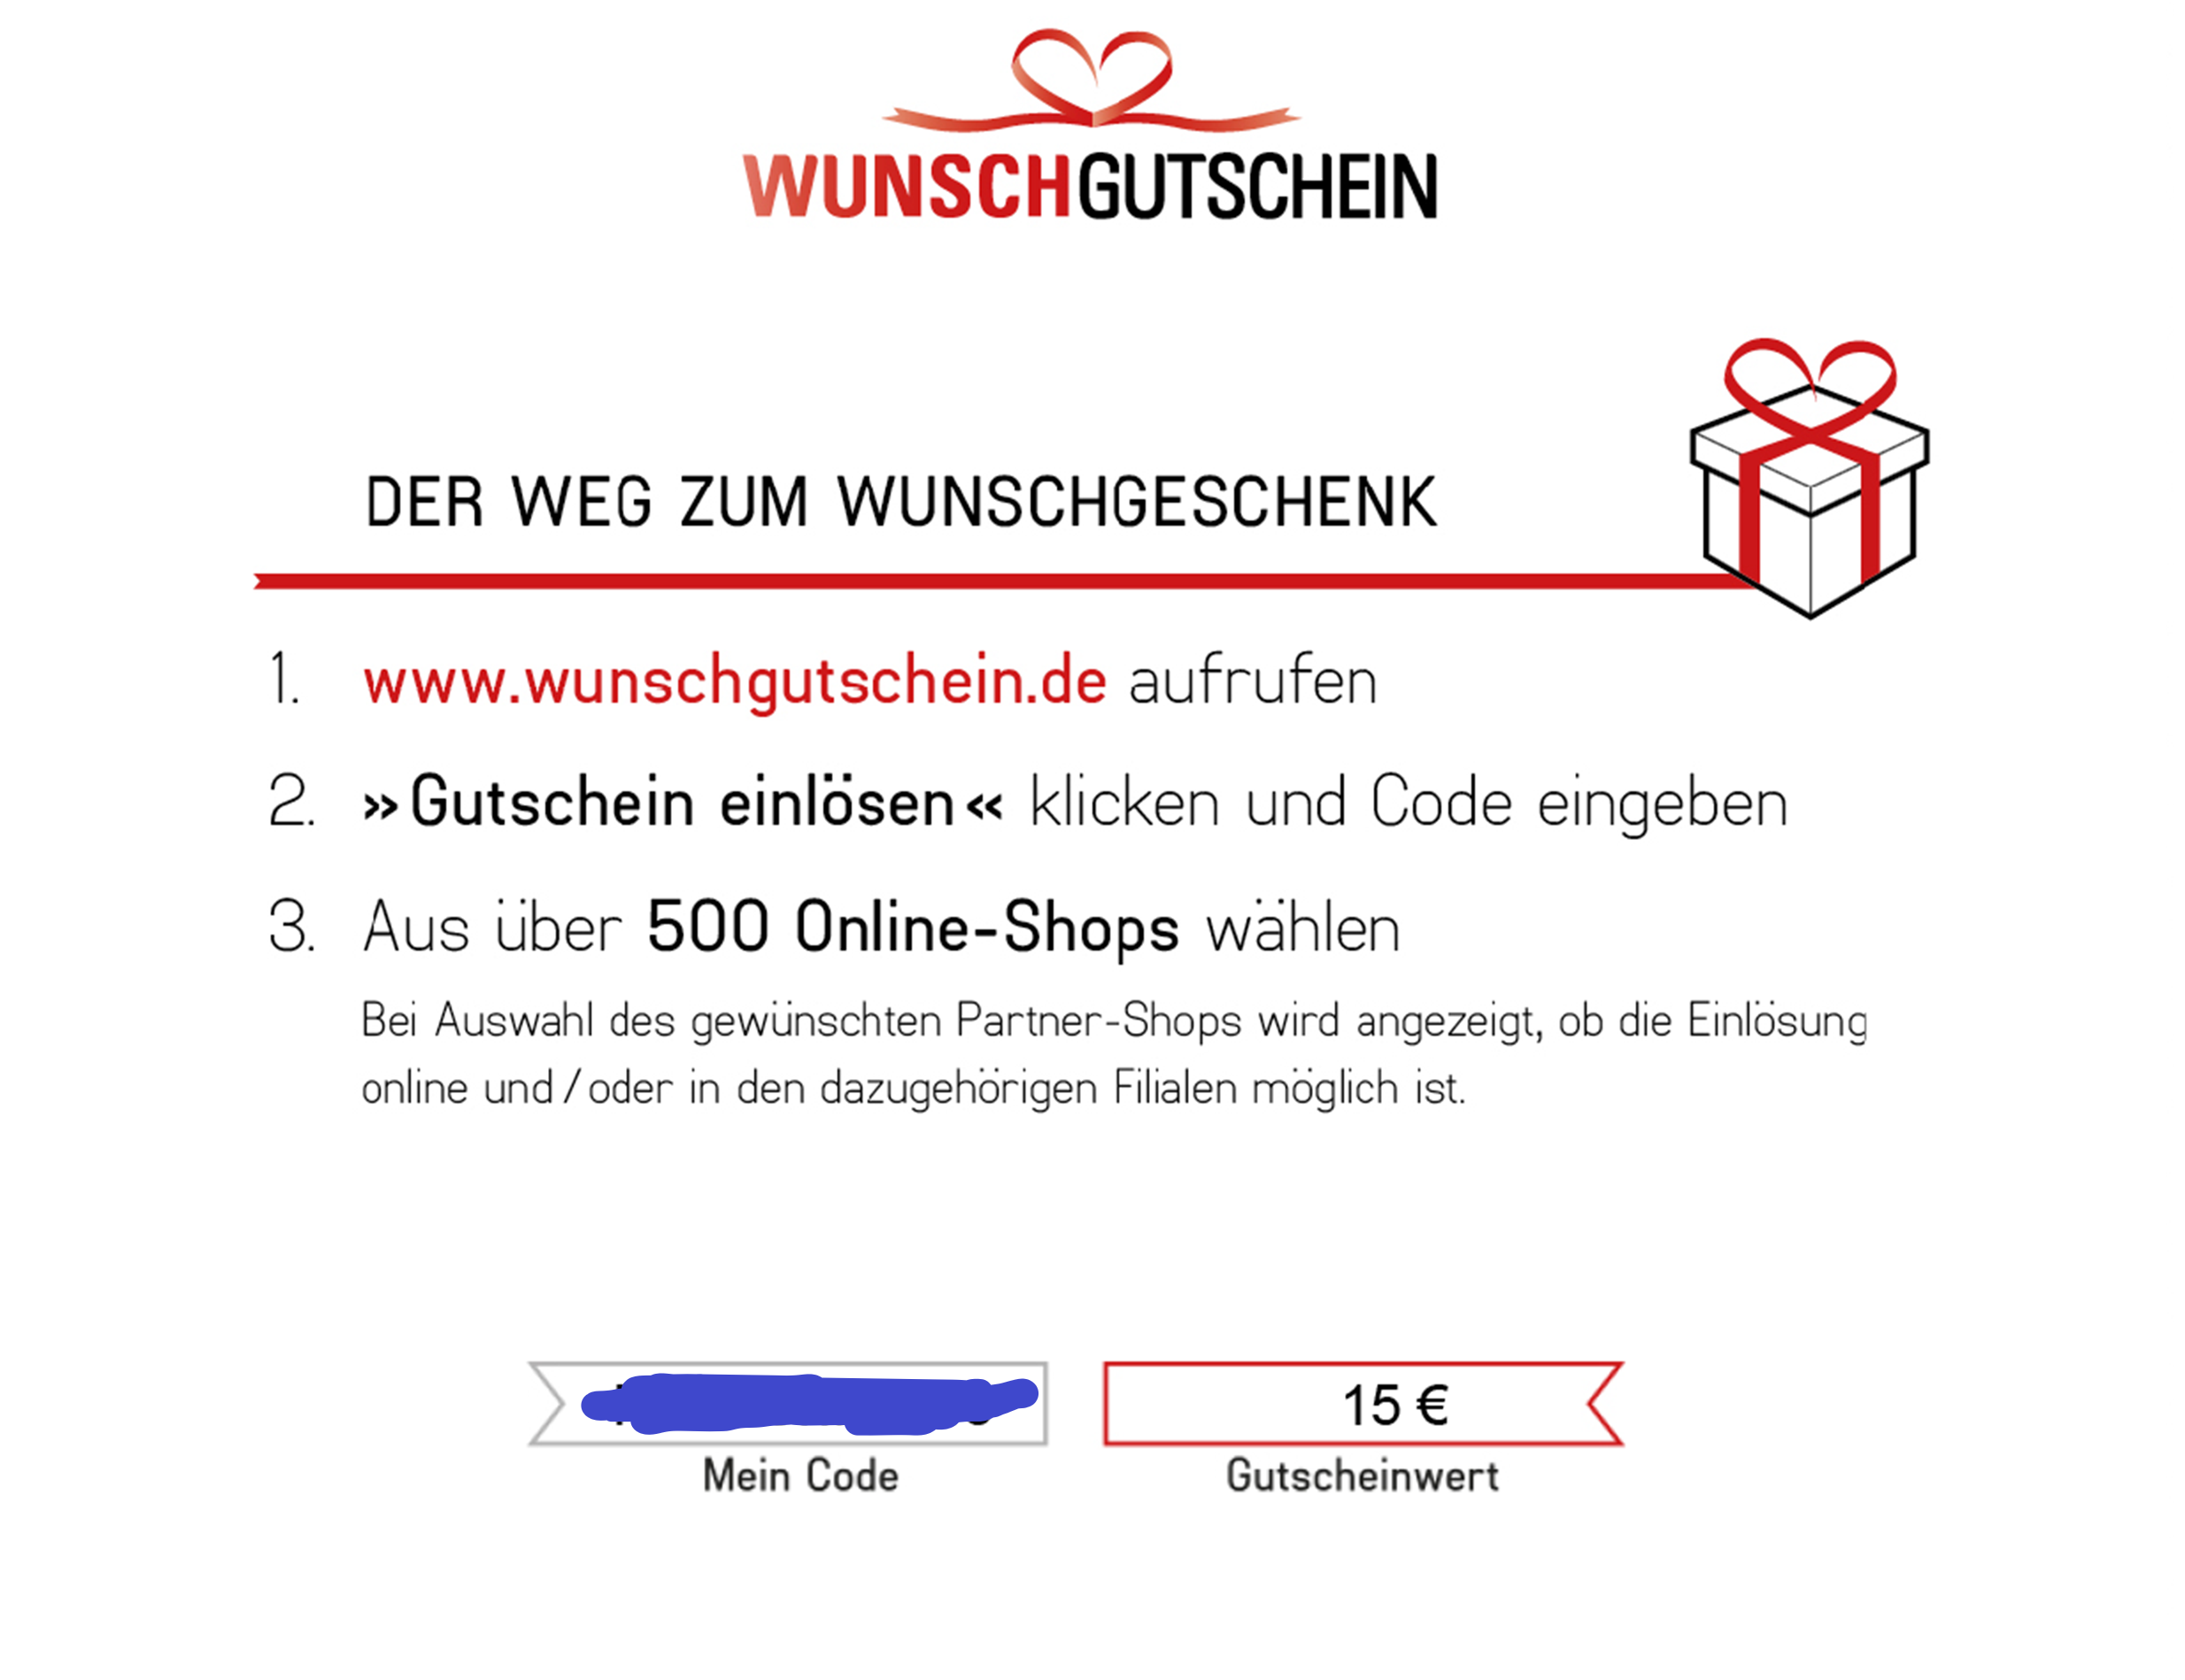 WUNSCHGUTSCHEIN
DER WEG ZUM WUNSCHGESCHENK
1. www.wunschgutschein.de aufrufen
2. »Gutschein einlösen« klicken und Code eingeben
3. Aus über 500 Online-Shops wählen
Bei Auswahl des gewünschten Partner-Shops wird angezeigt, ob die Einlösung
online und/oder in den dazugehörigen Filialen möglich ist.
15 €
Mein Code Gutscheinwert